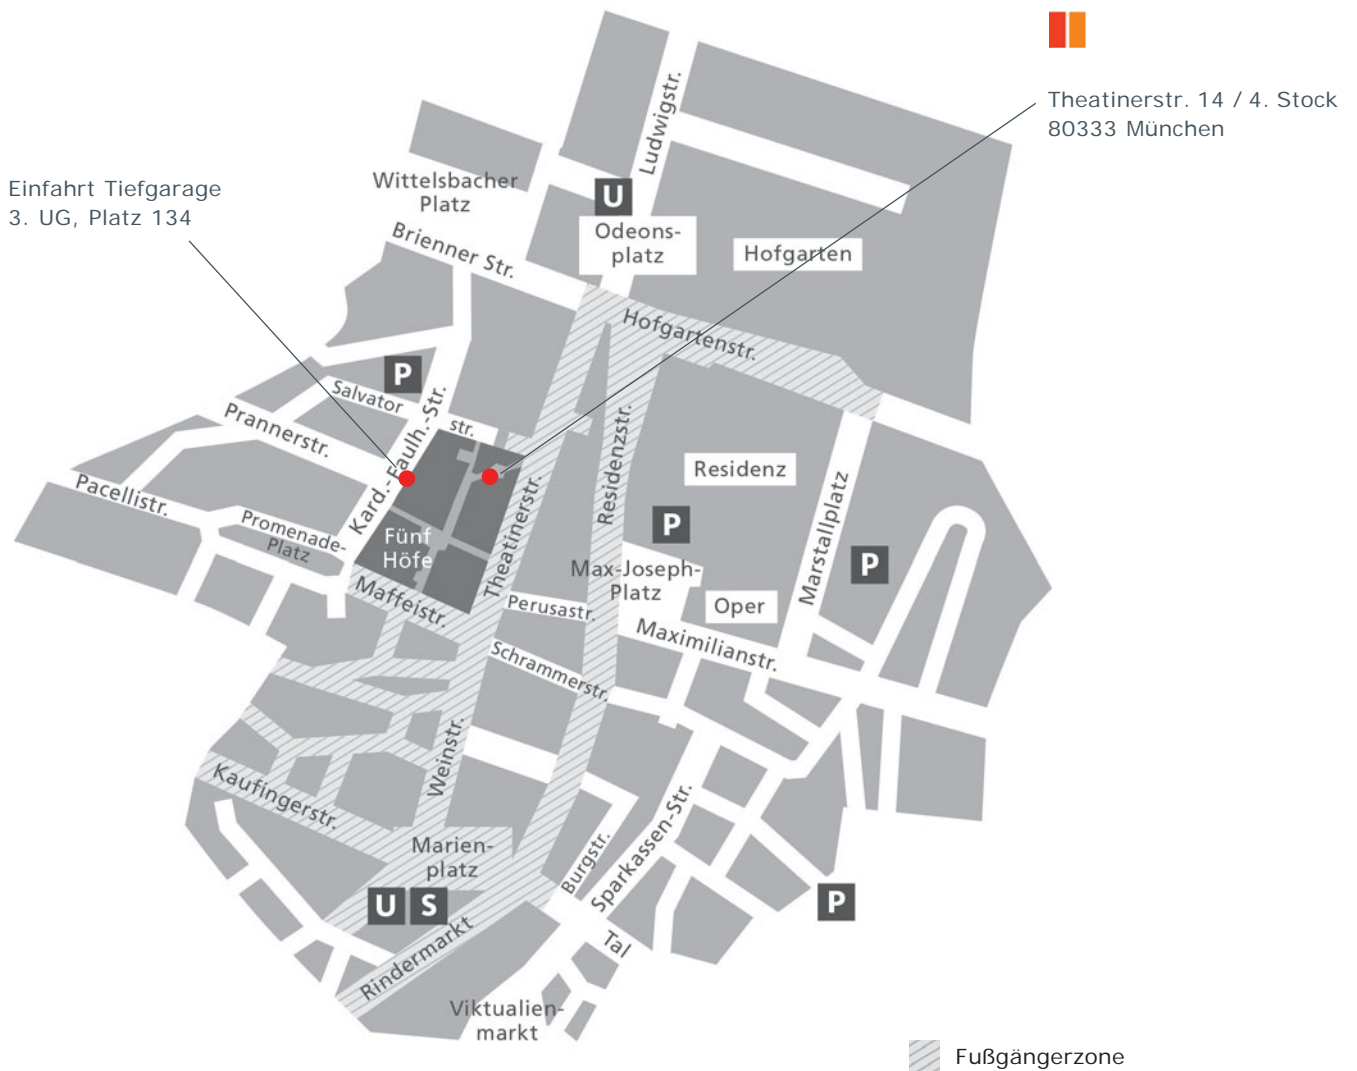 Theatinerstr. 14 / 4. Stock
80333 München
Einfahrt Tiefgarage
3. UG, Platz 134
Ludwigstr.
Wittelsbacher
Platz
U
Odeons-
platz
Hofgarten
Brienner Str.
Hofgartenstr.
P
Salvator
str.
Kard.-Faulh.-Str.
Prannerstr.
Pacellistr.
Promenade-
Platz
Fünf
Höfe
Theatinerstr.
Residenzstr.
Residenz
P
Max-Joseph-
Platz
Oper
Marstallplatz
P
Maffeistr.
Perusastr.
Maximilianstr.
Schrammerstr.
Weinstr.
Kaufingerstr.
Marien-
platz
U
S
Burgstr.
Sparkassen-Str.
P
Rindermarkt
Tal
Viktualien-
markt
Fußgängerzone